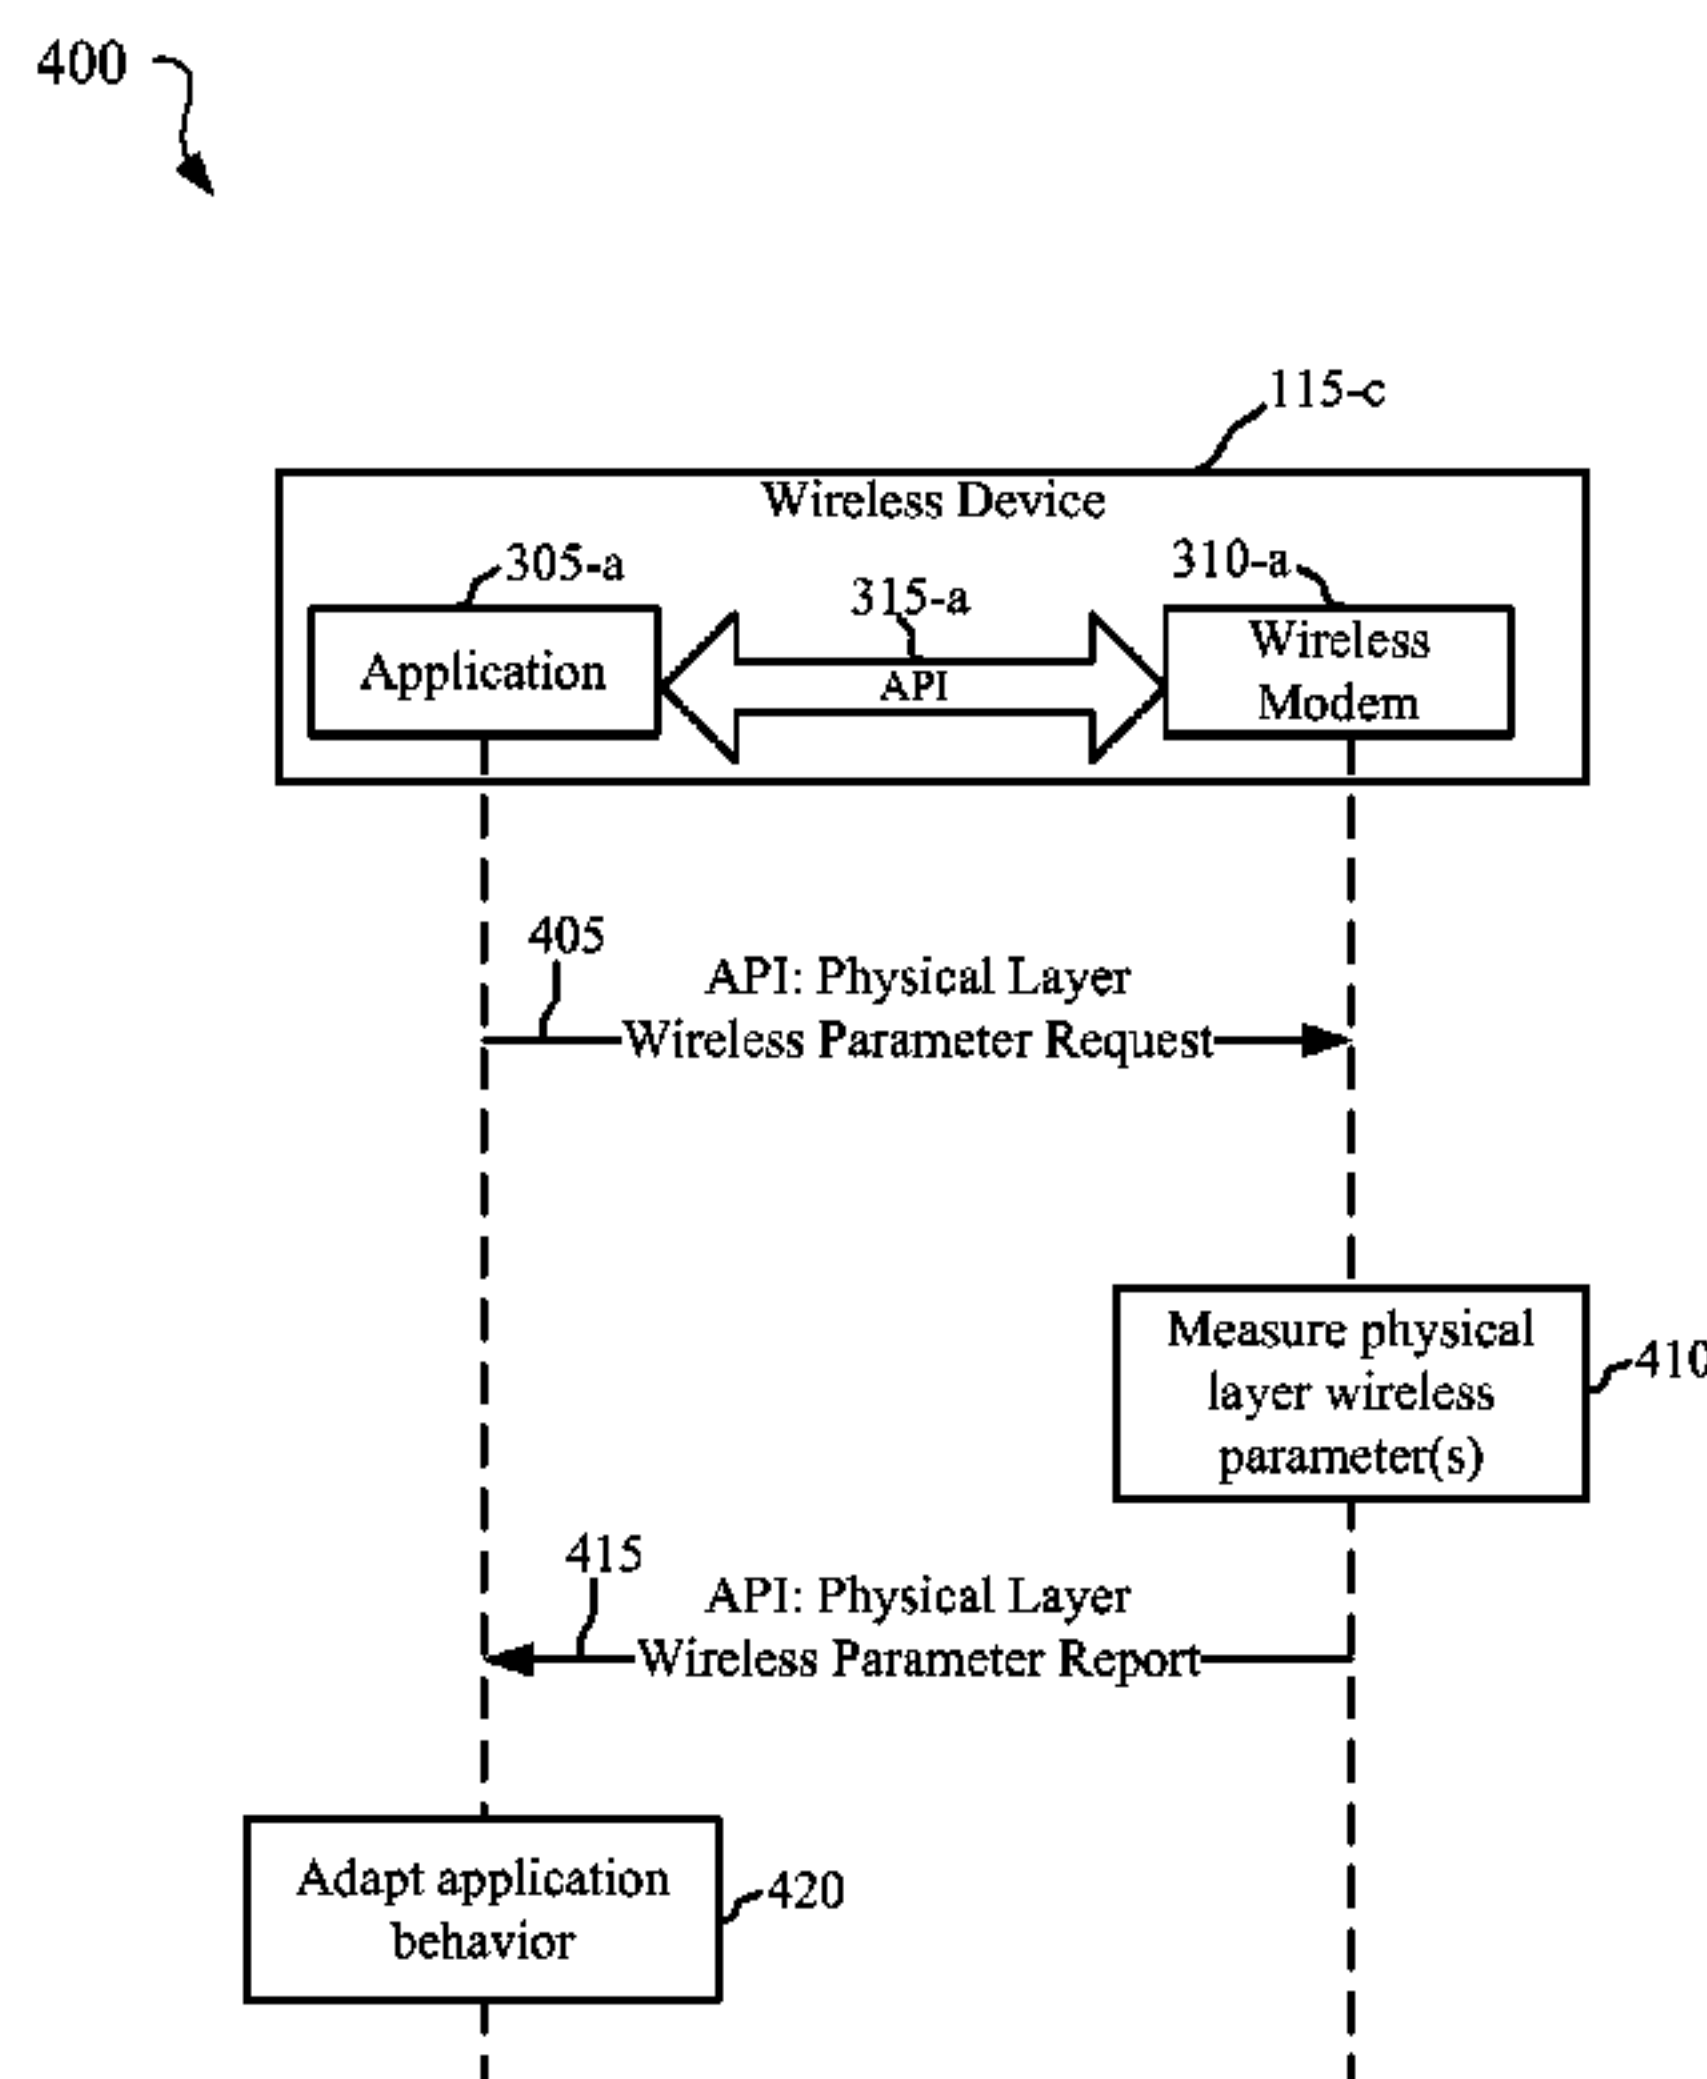 400
115-c
Wireless Device
305-a
315-a
310-a
Application
API
Wireless
Modem
405
API: Physical Layer
Wireless Parameter Request
Measure physical
layer wireless
parameter(s)
410
415
API: Physical Layer
Wireless Parameter Report
Adapt application
behavior
420